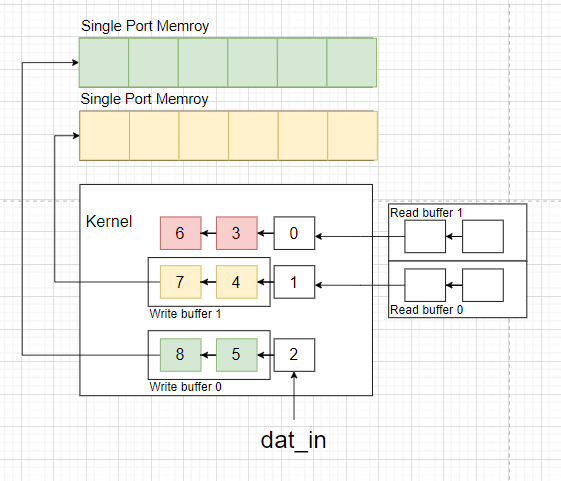 Single Port Memroy
Single Port Memroy
Kernel
6 3 0
Read buffer 1
7 4 1
Write buffer 1
Read buffer 0
8 5 2
Write buffer 0
dat_in